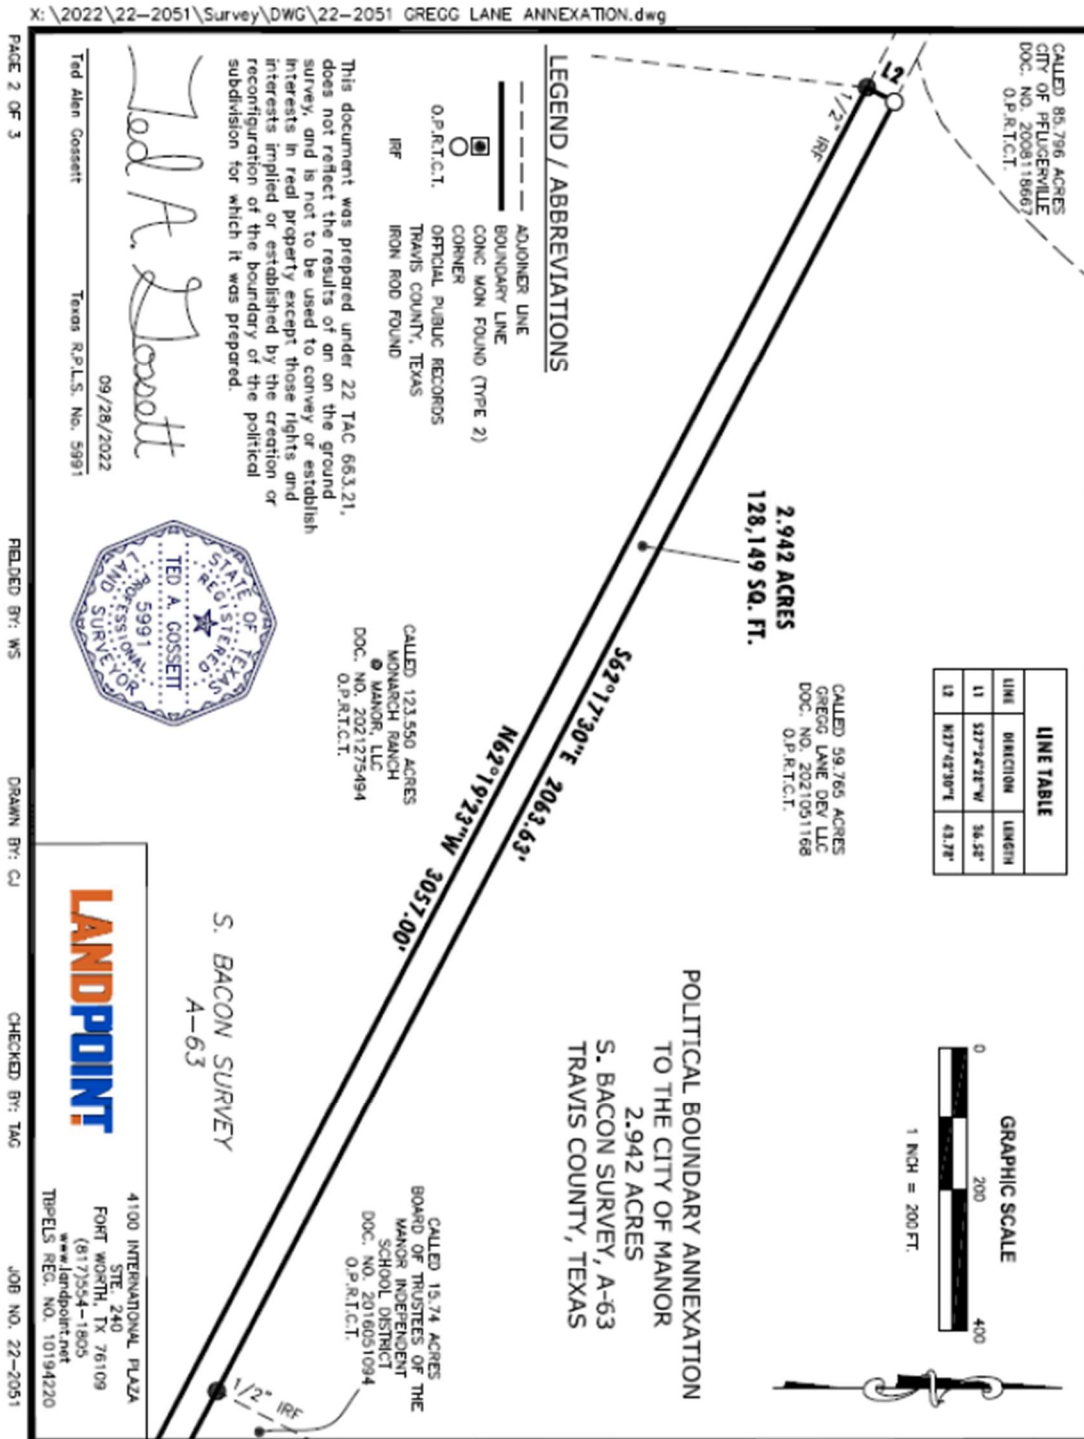 X: \2022\22-2051\Survey\DWG\22-2051 GREGG LANE ANNEXATION.dwg
CALLED 85.796 ACRES
CITY OF PFLUGERVILLE
DOC. NO. 2008118667
O.P.R.T.C.T.
L2
1/2" IRF
LINE TABLE
LINE DIRECTION LENGTH
L1 S27°24'28"W 36.52'
L2 N27°42'30"E 43.78'
GRAPHIC SCALE
0 200 400
1 INCH = 200 FT.
2.942 ACRES
128,149 SQ. FT.
CALLED 59.765 ACRES
GREGG LANE DEV LLC
DOC. NO. 2021051168
O.P.R.T.C.T.
S62°17'30"E 2063.63'
N62°19'23"W 3057.00'
POLITICAL BOUNDARY ANNEXATION
TO THE CITY OF MANOR
2.942 ACRES
S. BACON SURVEY, A-63
TRAVIS COUNTY, TEXAS
LEGEND / ABBREVIATIONS
ADJOINER LINE
BOUNDARY LINE
CONC MON FOUND (TYPE 2)
CORNER
O.P.R.T.C.T. OFFICIAL PUBLIC RECORDS
TRAVIS COUNTY, TEXAS
IRF IRON ROD FOUND
CALLED 123.550 ACRES
MONARCH RANCH
@ MANOR, LLC
DOC. NO. 2021275494
O.P.R.T.C.T.
CALLED 15.74 ACRES
BOARD OF TRUSTEES OF THE
MANOR INDEPENDENT
SCHOOL DISTRICT
DOC. NO. 2016051094
O.P.R.T.C.T.
1/2" IRF
S. BACON SURVEY
A-63
This document was prepared under 22 TAC 663.21,
does not reflect the results of an on the ground
survey, and is not to be used to convey or establish
interests in real property except those rights and
interests implied or established by the creation or
reconfiguration of the boundary of the political
subdivision for which it was prepared.
Ted A. Gossett
09/28/2022
Ted Alen Gossett Texas R.P.L.S. No. 5991
STATE OF TEXAS
REGISTERED
TED A. GOSSETT
5991
PROFESSIONAL
LAND SURVEYOR
LANDPOINT
4100 INTERNATIONAL PLAZA
STE. 240
FORT WORTH, TX 76109
(817)554-1805
www.landpoint.net
TBPELS REG. NO. 10194220
PAGE 2 OF 3 FIELDED BY: WS DRAWN BY: CJ CHECKED BY: TAG JOB NO. 22-2051